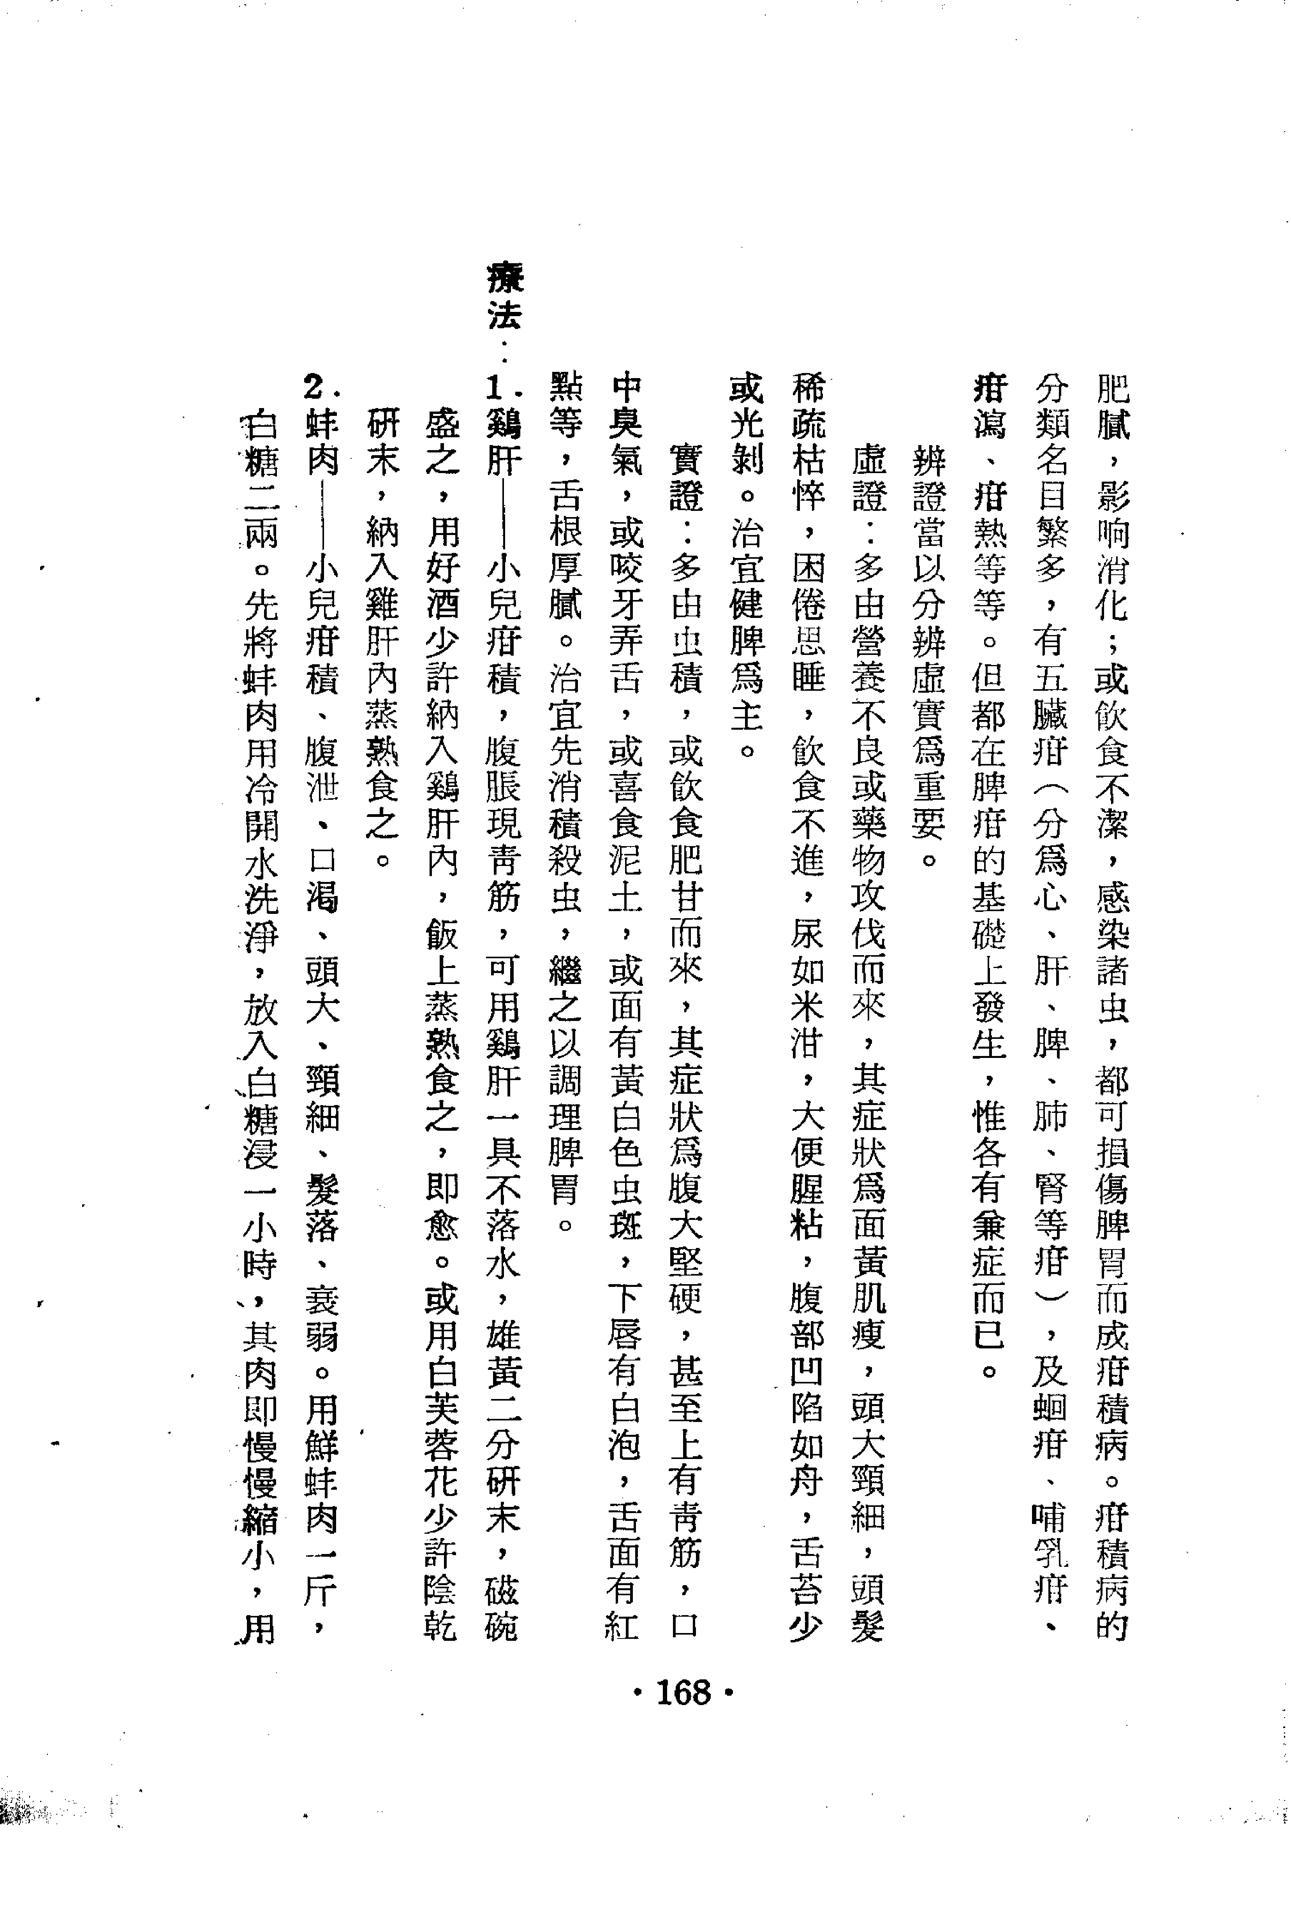 肥膩，影响消化；或飲食不潔，感染諸虫，都可損傷脾胃而成疳積病。疳積病的
分類名目繁多，有五臟疳（分爲心、肝、脾、肺、腎等疳），及蛔疳、哺乳疳、
疳瀉、疳熱等等。但都在脾疳的基礎上發生，惟各有兼症而已。
辨證當以分辨虛實爲重要。
虛證：多由營養不良或藥物攻伐而來，其症狀爲面黃肌瘦，頭大頸細，頭髮
稀疏枯悴，困倦思睡，飲食不進，尿如米泔，大便腥粘，腹部凹陷如舟，舌苔少
或光剝。治宜健脾爲主。
實證：多由虫積，或飲食肥甘而來，其症狀爲腹大堅硬，甚至上有靑筋，口
中臭氣，或咬牙弄舌，或喜食泥土，或面有黃白色虫斑，下唇有白泡，舌面有紅
點等，舌根厚膩。治宜先消積殺虫，繼之以調理脾胃。
療法：1.鷄肝——小兒疳積，腹脹現靑筋，可用鷄肝一具不落水，雄黃二分研末，磁碗
盛之，用好酒少許納入鷄肝內，飯上蒸熟食之，即愈。或用白芙蓉花少許陰乾
研末，納入雞肝內蒸熟食之。
2.蚌肉——小兒疳積、腹泄、口渴、頭大、頸細、髮落、衰弱。用鮮蚌肉一斤，
白糖二兩。先將蚌肉用冷開水洗淨，放入白糖浸一小時，其肉即慢慢縮小，用
·168·